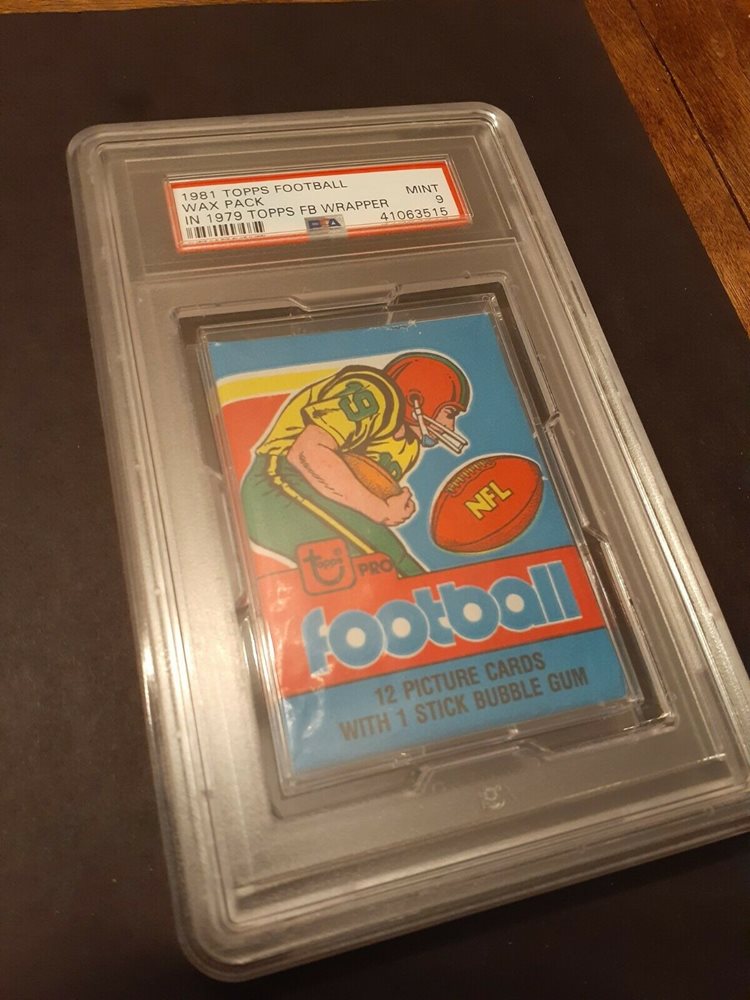 1981 TOPPS FOOTBALL
WAX PACK MINT
IN 1979 TOPPS FB WRAPPER 9
PSA 41063515
NFL
topps® PRO
football
12 PICTURE CARDS
WITH 1 STICK BUBBLE GUM